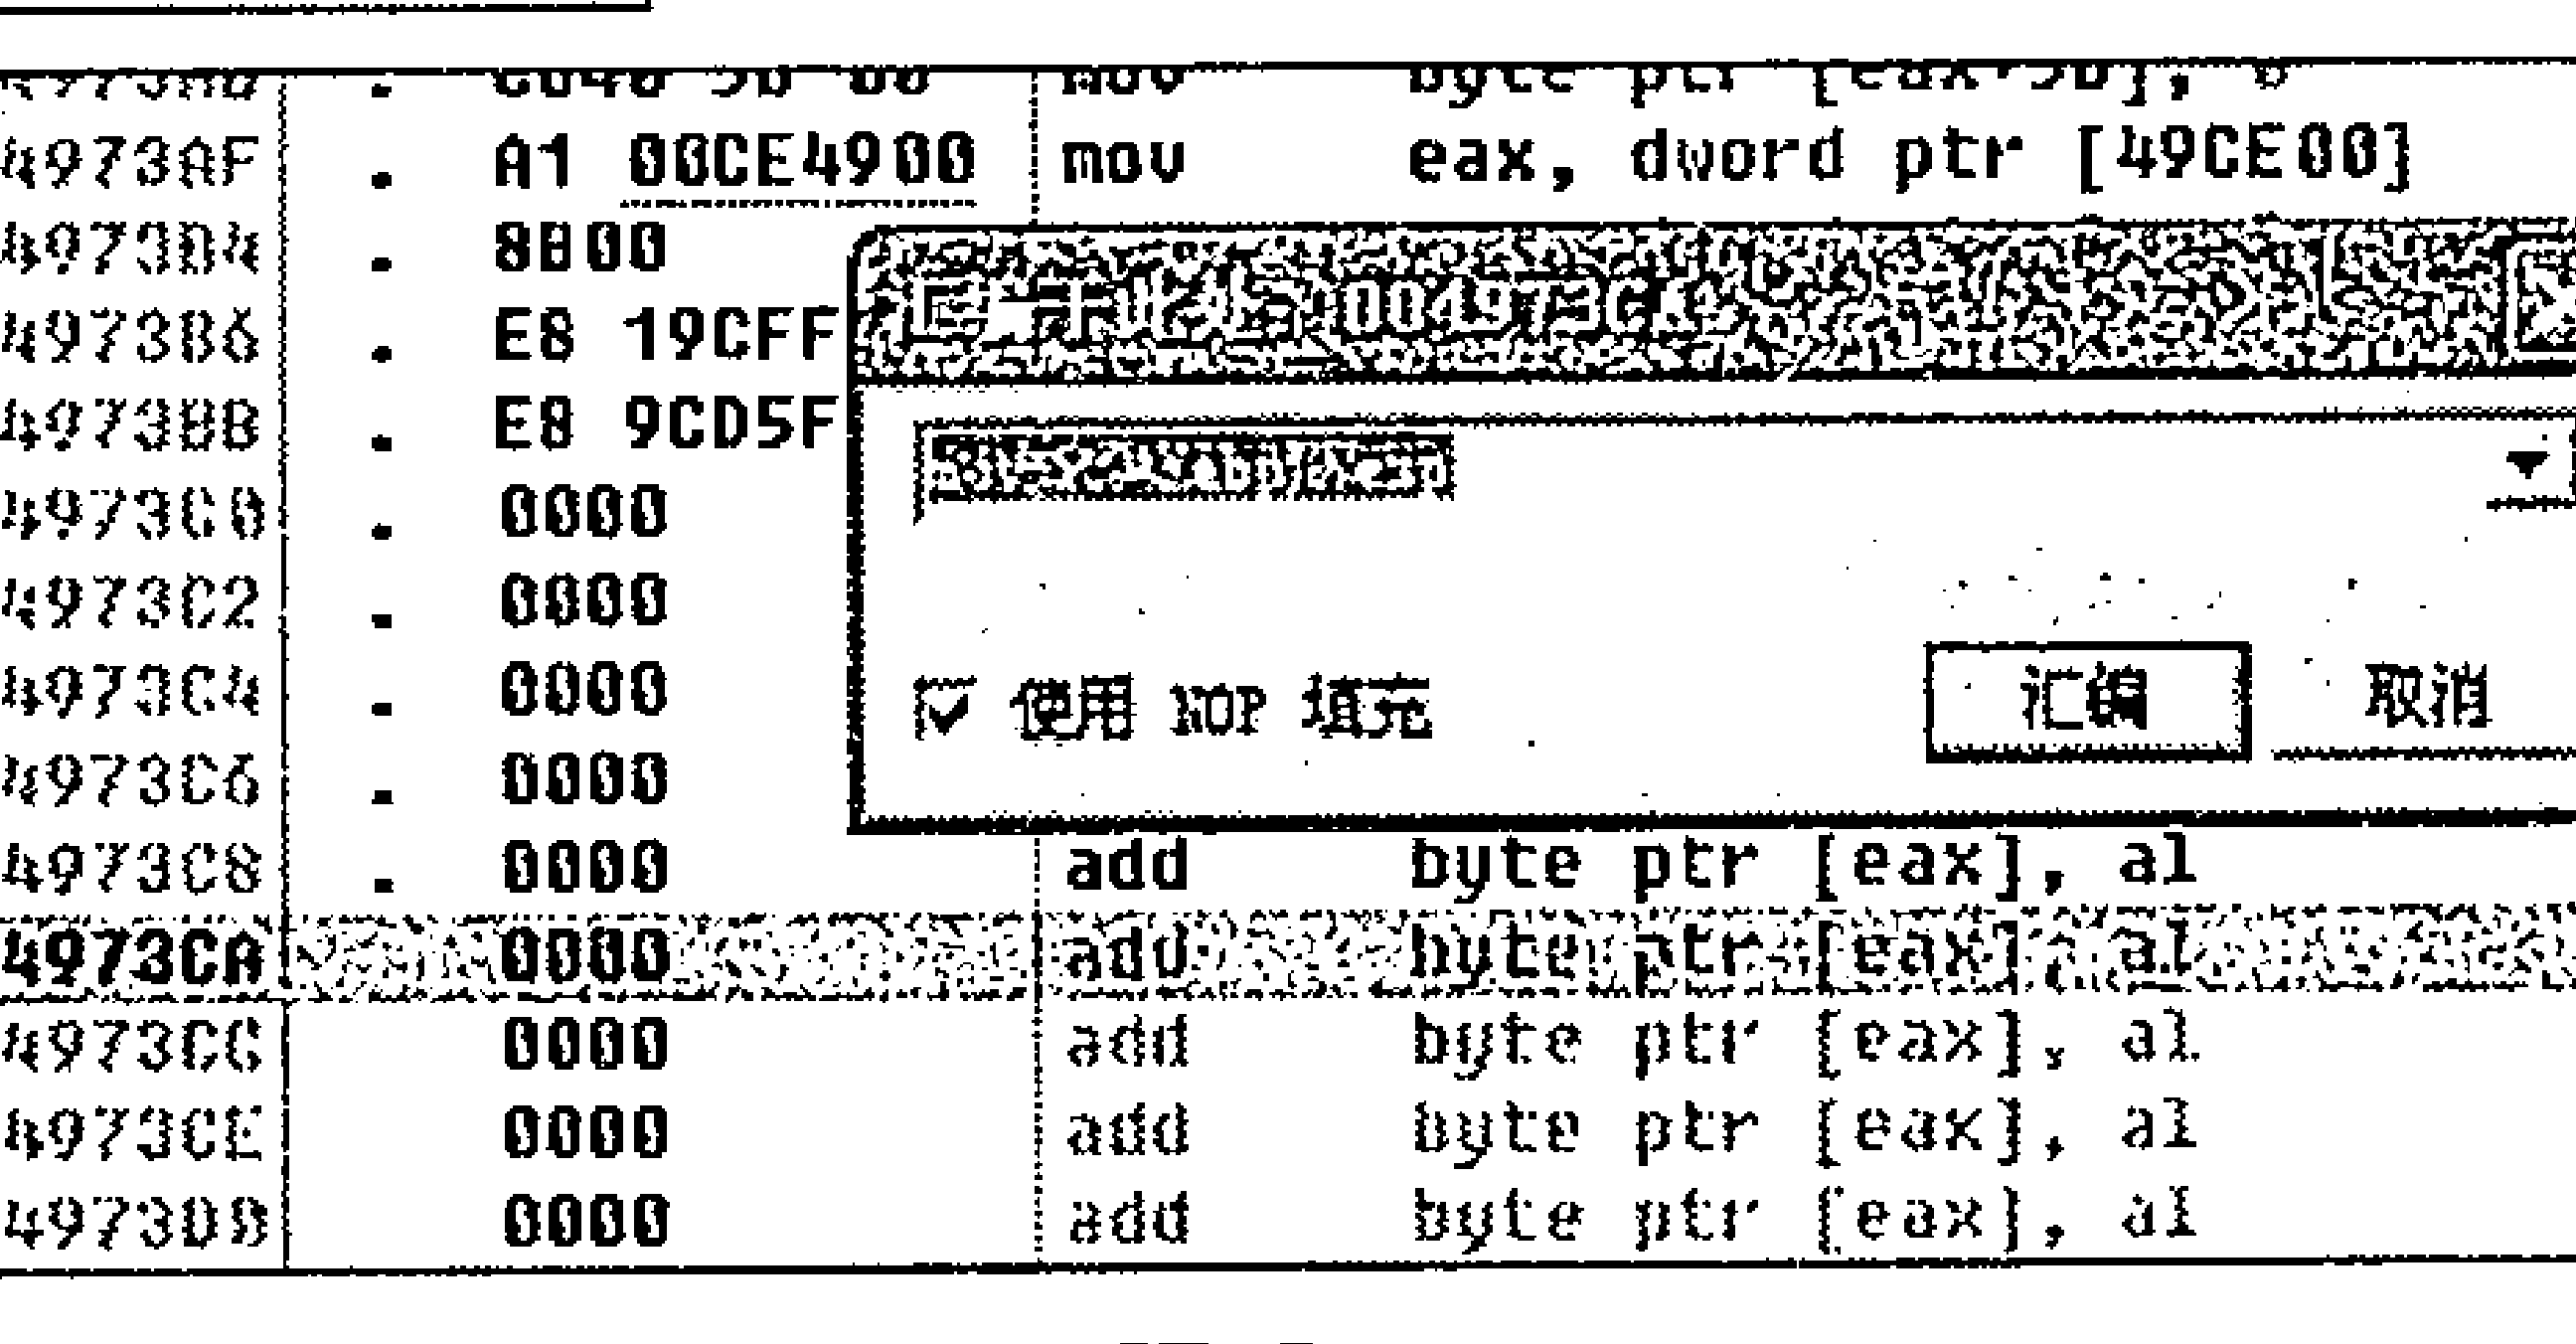 4973AF . A1 00CE4900 mov eax, dword ptr [49CE00]
4973B4 . 8B00
4973B6 . E8 19CFF
4973BB . E8 9CD5F
4973C0 . 0000
4973C2 . 0000
4973C4 . 0000
4973C6 . 0000
4973C8 . 0000 add byte ptr [eax], al
4973CA 0000 add byte ptr [eax], al
4973CC 0000 add byte ptr [eax], al
4973CE 0000 add byte ptr [eax], al
4973D0 0000 add byte ptr [eax], al
004973CA
使用 NOP 填充
汇编 取消